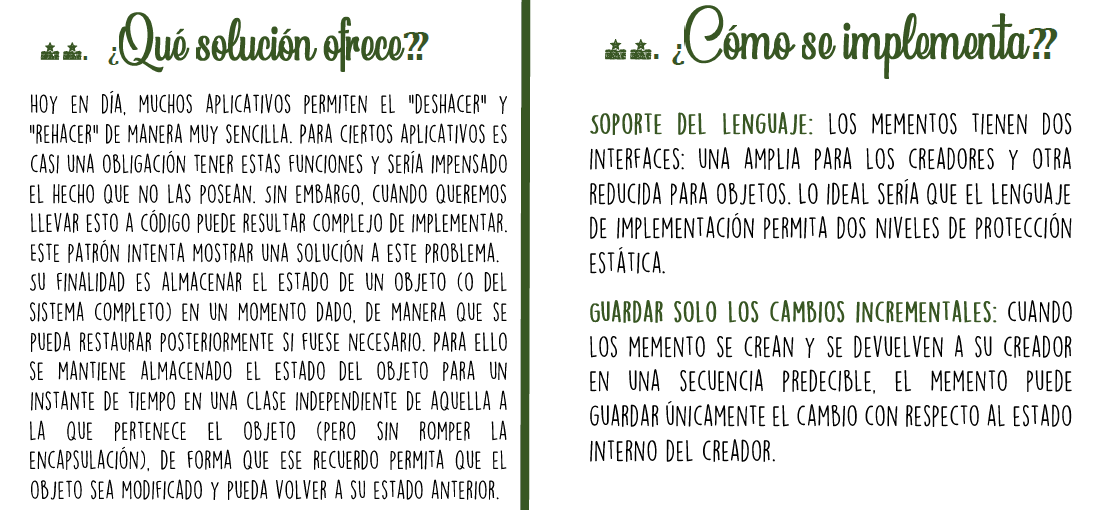 ¿Qué solución ofrece??
HOY EN DÍA, MUCHOS APLICATIVOS PERMITEN EL "DESHACER" Y
"REHACER" DE MANERA MUY SENCILLA. PARA CIERTOS APLICATIVOS ES
CASI UNA OBLIGACIÓN TENER ESTAS FUNCIONES Y SERÍA IMPENSADO
EL HECHO QUE NO LAS POSEAN. SIN EMBARGO, CUANDO QUEREMOS
LLEVAR ESTO A CÓDIGO PUEDE RESULTAR COMPLEJO DE IMPLEMENTAR.
ESTE PATRÓN INTENTA MOSTRAR UNA SOLUCIÓN A ESTE PROBLEMA.
SU FINALIDAD ES ALMACENAR EL ESTADO DE UN OBJETO (O DEL
SISTEMA COMPLETO) EN UN MOMENTO DADO, DE MANERA QUE SE
PUEDA RESTAURAR POSTERIORMENTE SI FUESE NECESARIO. PARA ELLO
SE MANTIENE ALMACENADO EL ESTADO DEL OBJETO PARA UN
INSTANTE DE TIEMPO EN UNA CLASE INDEPENDIENTE DE AQUELLA A
LA QUE PERTENECE EL OBJETO (PERO SIN ROMPER LA
ENCAPSULACIÓN), DE FORMA QUE ESE RECUERDO PERMITA QUE EL
OBJETO SEA MODIFICADO Y PUEDA VOLVER A SU ESTADO ANTERIOR.
¿Cómo se implementa??
SOPORTE DEL LENGUAJE: LOS MEMENTOS TIENEN DOS
INTERFACES: UNA AMPLIA PARA LOS CREADORES Y OTRA
REDUCIDA PARA OBJETOS. LO IDEAL SERÍA QUE EL LENGUAJE
DE IMPLEMENTACIÓN PERMITA DOS NIVELES DE PROTECCIÓN
ESTÁTICA.
GUARDAR SOLO LOS CAMBIOS INCREMENTALES: CUANDO
LOS MEMENTO SE CREAN Y SE DEVUELVEN A SU CREADOR
EN UNA SECUENCIA PREDECIBLE, EL MEMENTO PUEDE
GUARDAR ÚNICAMENTE EL CAMBIO CON RESPECTO AL ESTADO
INTERNO DEL CREADOR.